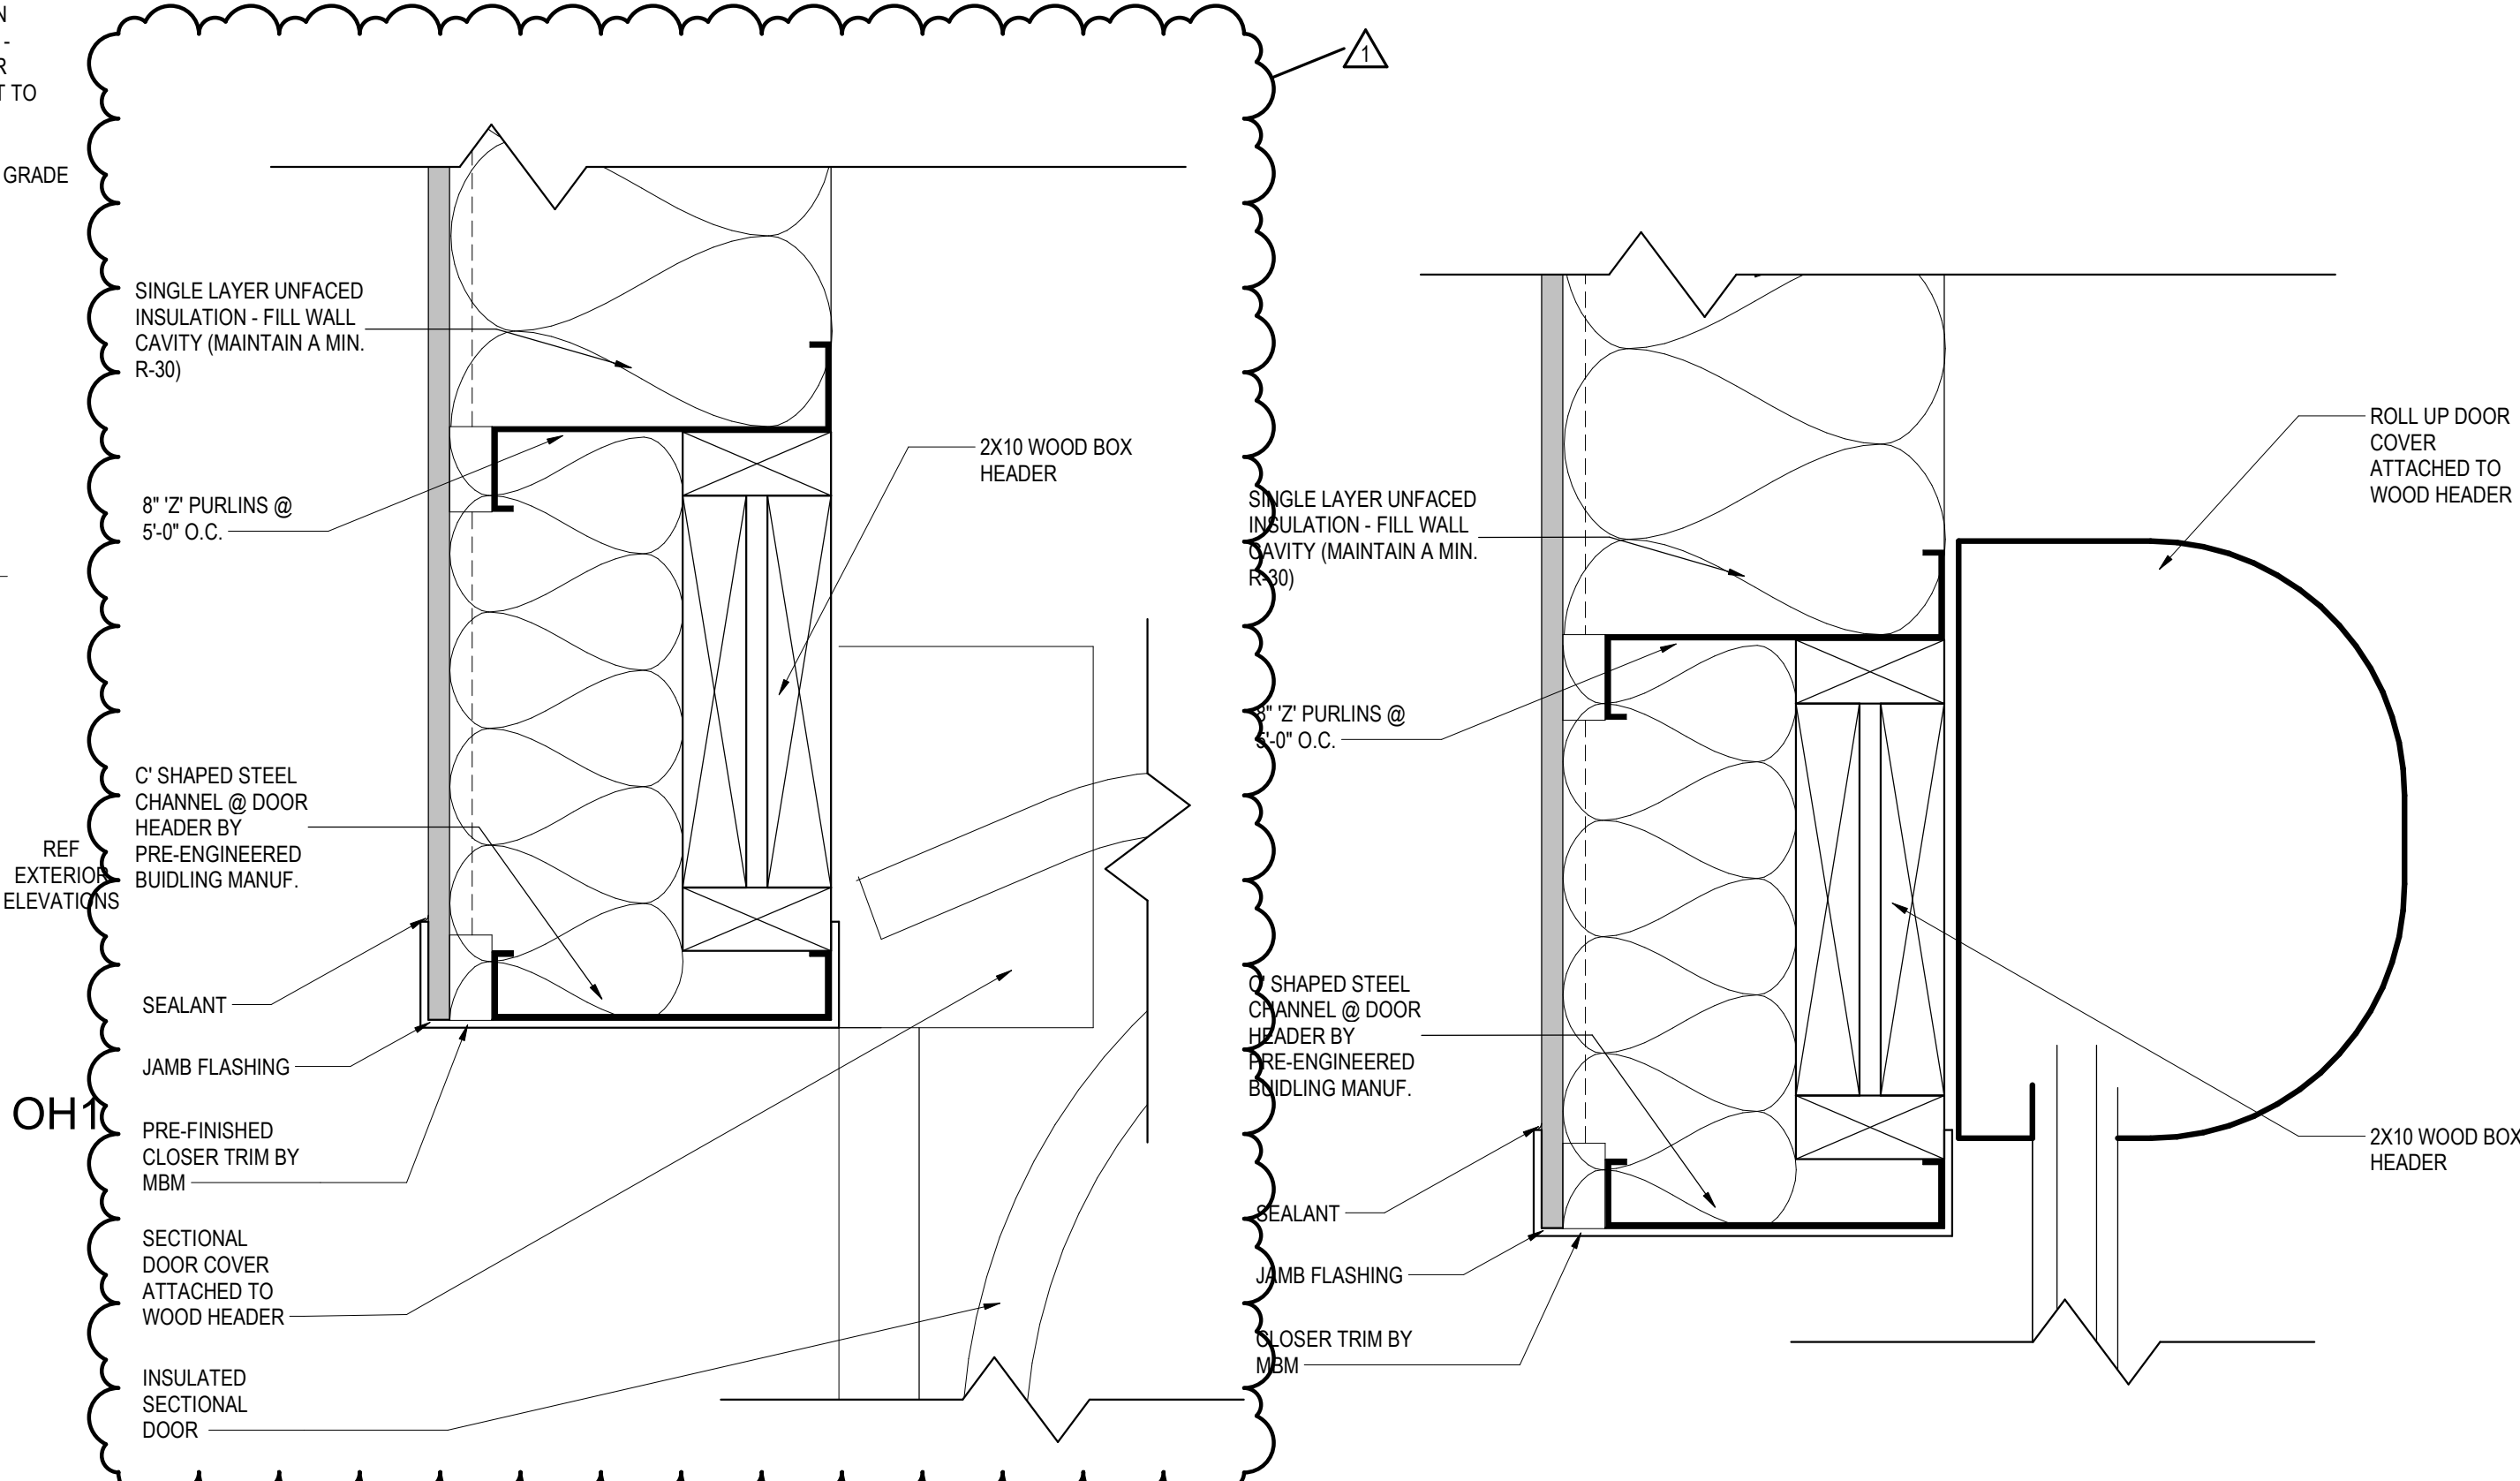 N
-
R
T TO
GRADE
REF
EXTERIOR
ELEVATIONS
OH1
1
SINGLE LAYER UNFACED
INSULATION - FILL WALL
CAVITY (MAINTAIN A MIN.
R-30)
8" 'Z' PURLINS @
5'-0" O.C.
2X10 WOOD BOX
HEADER
C' SHAPED STEEL
CHANNEL @ DOOR
HEADER BY
PRE-ENGINEERED
BUIDLING MANUF.
SEALANT
JAMB FLASHING
PRE-FINISHED
CLOSER TRIM BY
MBM
SECTIONAL
DOOR COVER
ATTACHED TO
WOOD HEADER
INSULATED
SECTIONAL
DOOR
SINGLE LAYER UNFACED
INSULATION - FILL WALL
CAVITY (MAINTAIN A MIN.
R-30)
8" 'Z' PURLINS @
5'-0" O.C.
C' SHAPED STEEL
CHANNEL @ DOOR
HEADER BY
PRE-ENGINEERED
BUIDLING MANUF.
SEALANT
JAMB FLASHING
CLOSER TRIM BY
MBM
ROLL UP DOOR
COVER
ATTACHED TO
WOOD HEADER
2X10 WOOD BOX
HEADER